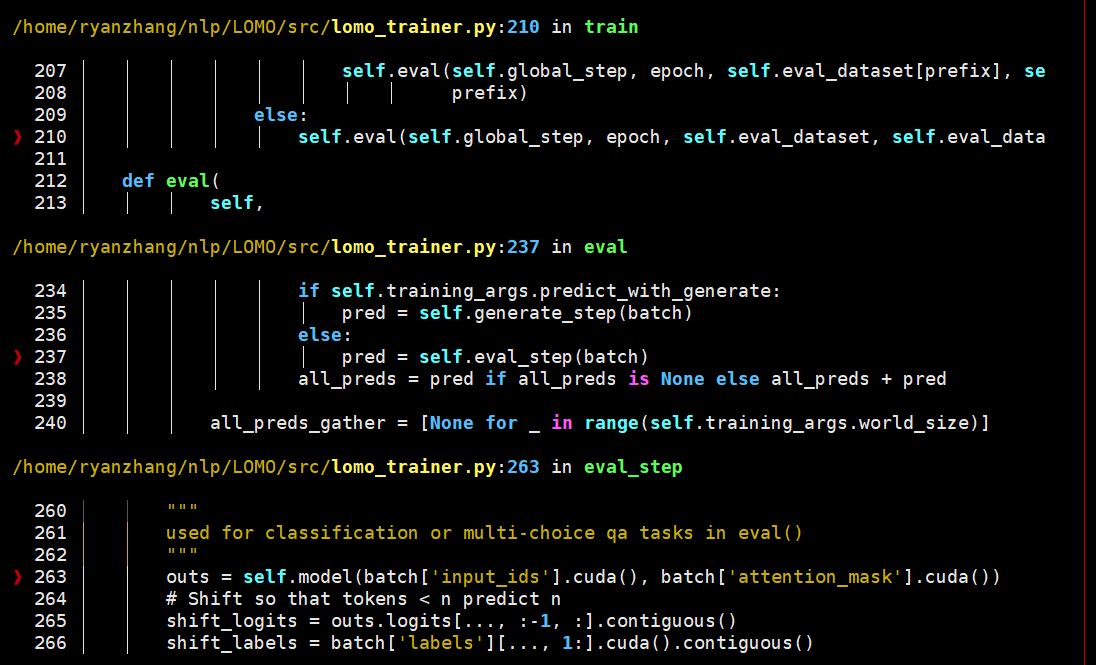 /home/ryanzhang/nlp/LOMO/src/lomo_trainer.py:210 in train
207 self.eval(self.global_step, epoch, self.eval_dataset[prefix], se
208 prefix)
209 else:
❱ 210 self.eval(self.global_step, epoch, self.eval_dataset, self.eval_data
211
212 def eval(
213 self,
/home/ryanzhang/nlp/LOMO/src/lomo_trainer.py:237 in eval
234 if self.training_args.predict_with_generate:
235 pred = self.generate_step(batch)
236 else:
❱ 237 pred = self.eval_step(batch)
238 all_preds = pred if all_preds is None else all_preds + pred
239
240 all_preds_gather = [None for _ in range(self.training_args.world_size)]
/home/ryanzhang/nlp/LOMO/src/lomo_trainer.py:263 in eval_step
260 """
261 used for classification or multi-choice qa tasks in eval()
262 """
❱ 263 outs = self.model(batch['input_ids'].cuda(), batch['attention_mask'].cuda())
264 # Shift so that tokens < n predict n
265 shift_logits = outs.logits[..., :-1, :].contiguous()
266 shift_labels = batch['labels'][..., 1:].cuda().contiguous()